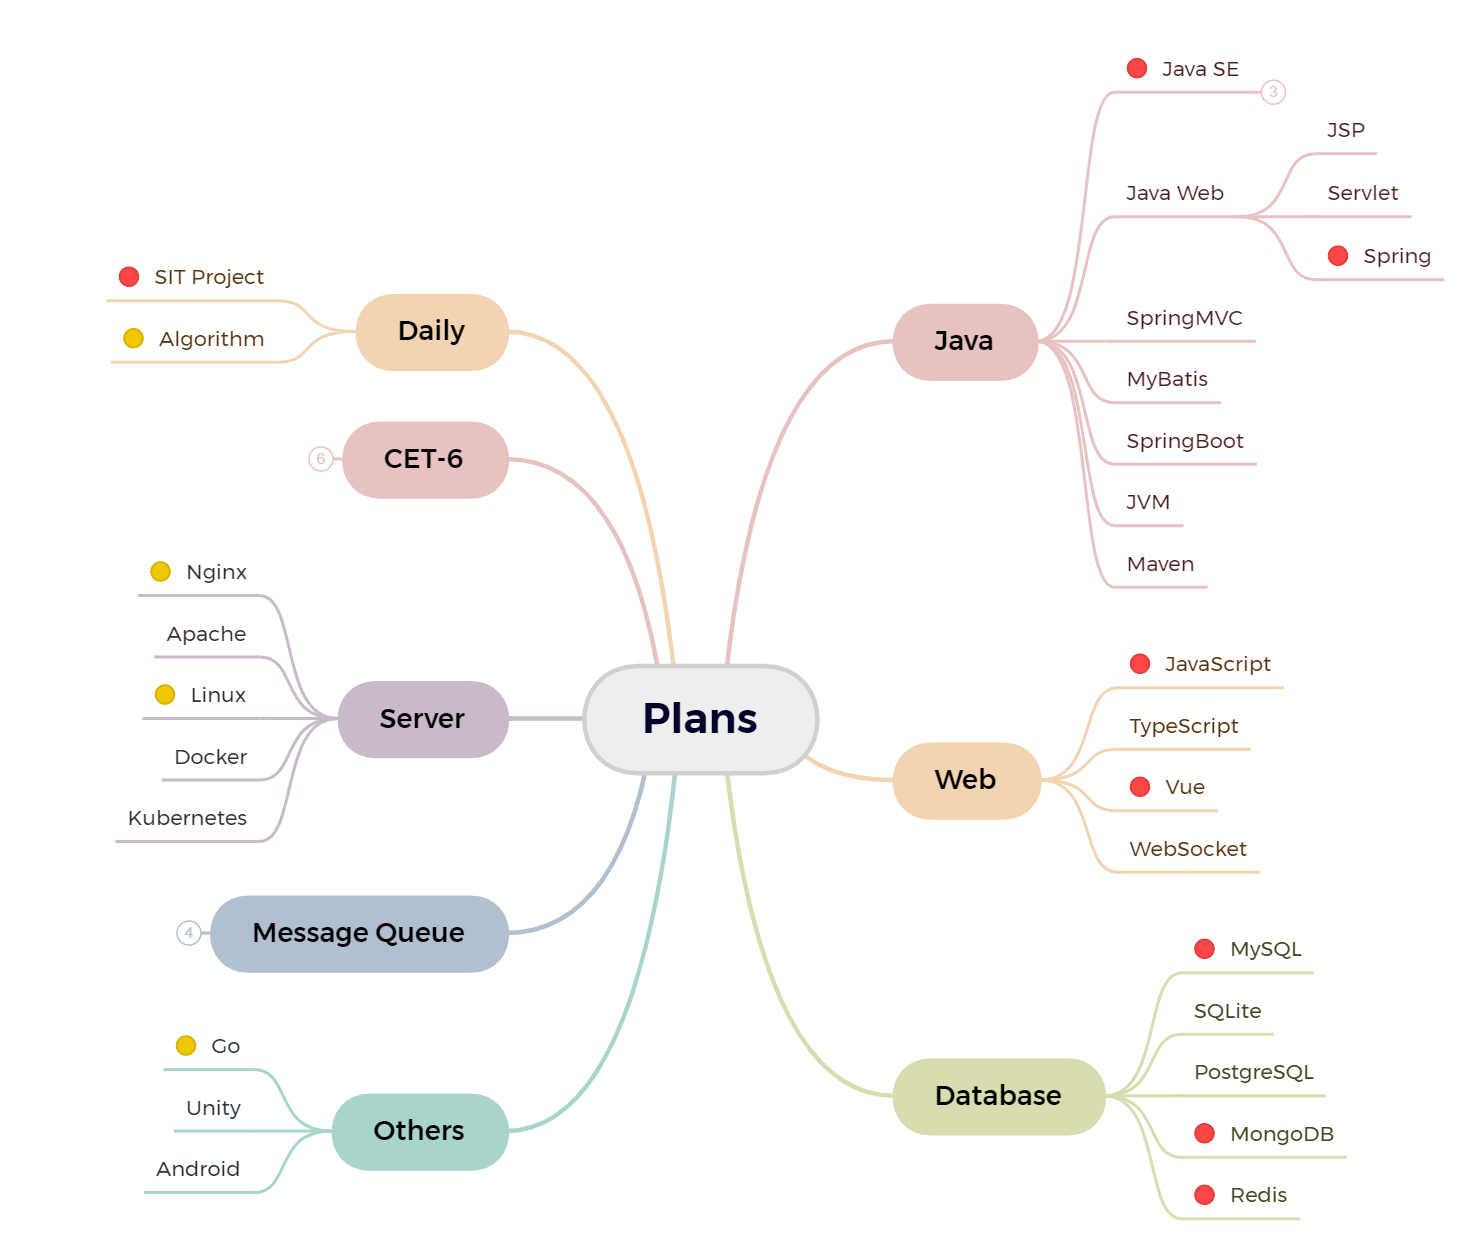 Plans
Java
Java SE
3
Java Web
JSP
Servlet
Spring
SpringMVC
MyBatis
SpringBoot
JVM
Maven
Web
JavaScript
TypeScript
Vue
WebSocket
Database
MySQL
SQLite
PostgreSQL
MongoDB
Redis
Daily
SIT Project
Algorithm
CET-6
6
Server
Nginx
Apache
Linux
Docker
Kubernetes
Message Queue
4
Others
Go
Unity
Android